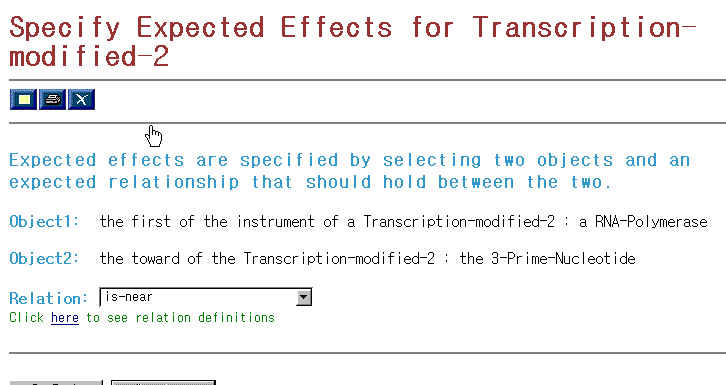 Specify Expected Effects for Transcription-
modified-2
Expected effects are specified by selecting two objects and an
expected relationship that should hold between the two.
Object1: the first of the instrument of a Transcription-modified-2 : a RNA-Polymerase
Object2: the toward of the Transcription-modified-2 : the 3-Prime-Nucleotide
Relation: is-near
Click here to see relation definitions